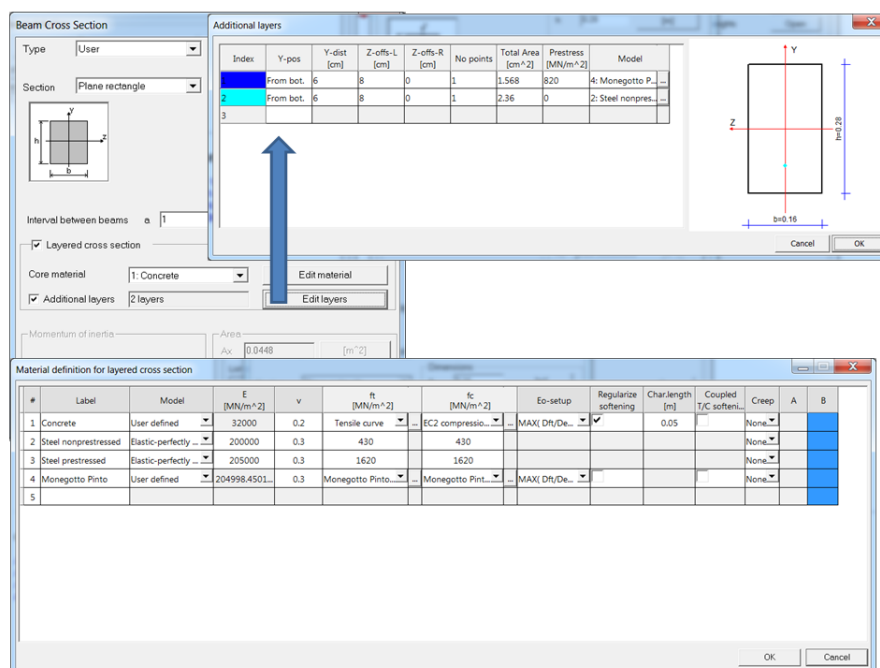 Beam Cross Section
Type User
Section Plane rectangle
y
h z
b
Interval between beams a 1
Layered cross section
Core material 1: Concrete Edit material
Additional layers 2 layers Edit layers
Momentum of inertia Area
Ax 0.0448 [m^2]
Additional layers
Index Y-pos Y-dist [cm] Z-offs-L [cm] Z-offs-R [cm] No points Total Area [cm^2] Prestress [MN/m^2] Model
From bot. 6 8 0 1 1.568 820 4: Monegotto P... ...
2 From bot. 6 8 0 1 2.36 0 2: Steel nonpres... ...
3
Y
Z
h=0.28
b=0.16
Cancel OK
Material definition for layered cross section
# Label Model E [MN/m^2] v ft [MN/m^2] fc [MN/m^2] Eo-setup Regularize softening Char.length [m] Coupled T/C softeni... Creep A B
1 Concrete User defined 32000 0.2 Tensile curve ... EC2 compressio... ... MAX( Dft/De... 0.05 None
2 Steel nonprestressed Elastic-perfectly ... 200000 0.3 430 430 None
3 Steel prestressed Elastic-perfectly ... 205000 0.3 1620 1620 None
4 Monegotto Pinto User defined 204998.4501... 0.3 Monegotto Pinto... ... Monegotto Pint... ... MAX( Dft/De... None
5
OK Cancel